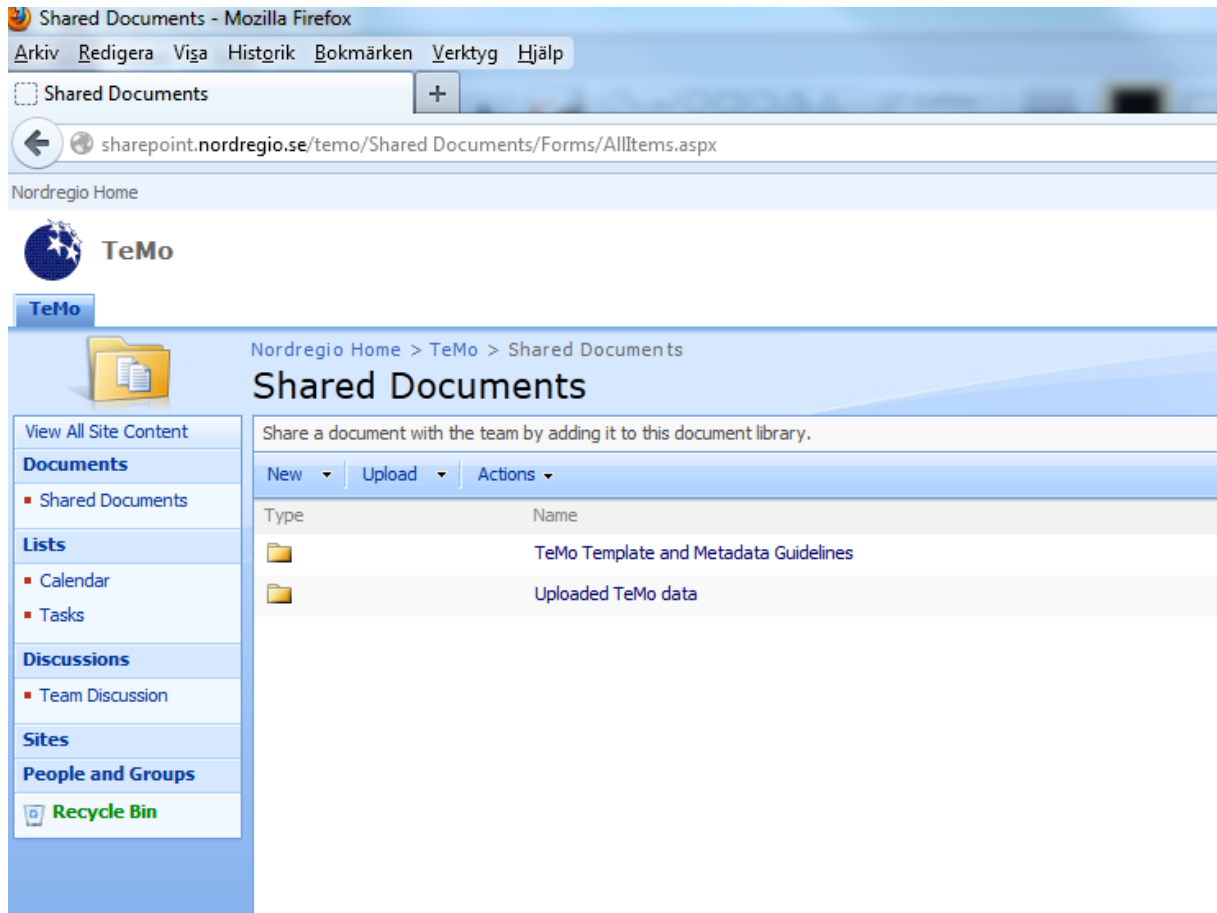 Shared Documents - Mozilla Firefox
Arkiv Redigera Visa Historik Bokmärken Verktyg Hjälp
Shared Documents +
sharepoint.nordregio.se/temo/Shared Documents/Forms/AllItems.aspx
Nordregio Home
TeMo
TeMo
Nordregio Home > TeMo > Shared Documents
Shared Documents
View All Site Content
Documents
Shared Documents
Lists
Calendar
Tasks
Discussions
Team Discussion
Sites
People and Groups
Recycle Bin
Share a document with the team by adding it to this document library.
New Upload Actions
Type Name
TeMo Template and Metadata Guidelines
Uploaded TeMo data